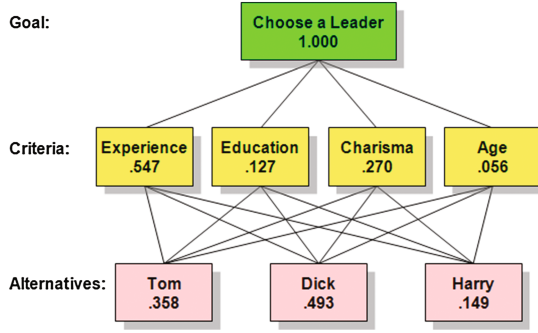 Goal:
Choose a Leader
1.000
Criteria:
Experience
.547
Education
.127
Charisma
.270
Age
.056
Alternatives:
Tom
.358
Dick
.493
Harry
.149